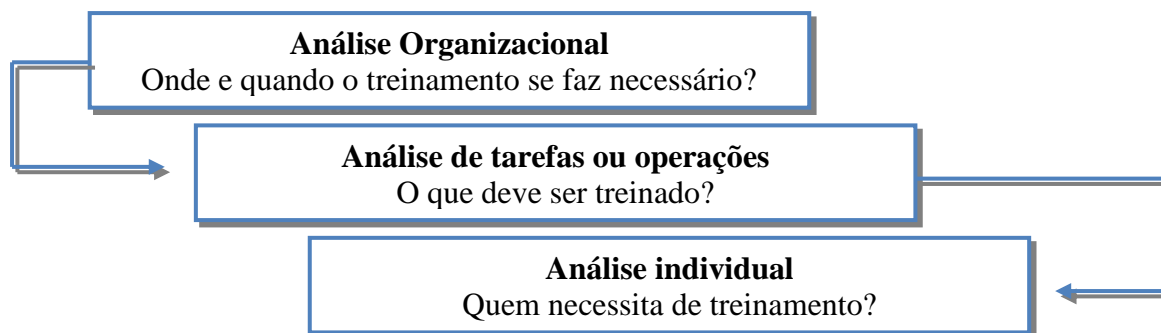 Análise Organizacional
Onde e quando o treinamento se faz necessário?
Análise de tarefas ou operações
O que deve ser treinado?
Análise individual
Quem necessita de treinamento?